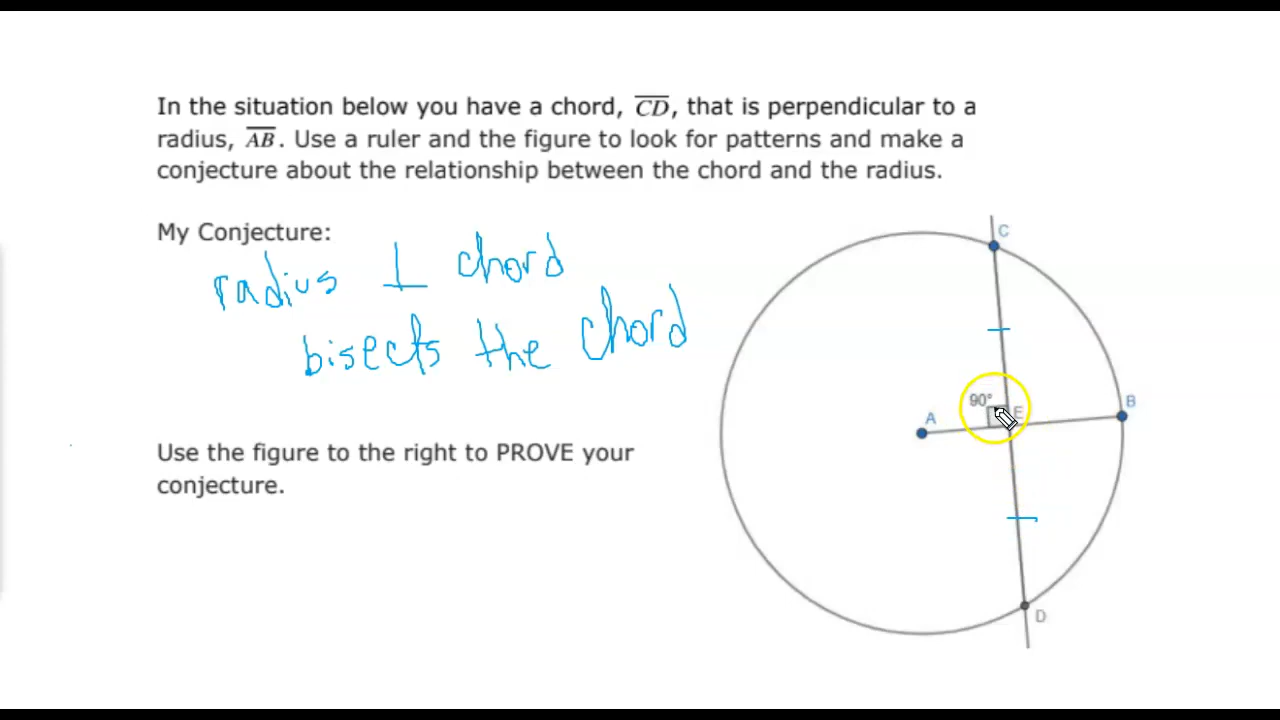 In the situation below you have a chord, CD, that is perpendicular to a
radius, AB. Use a ruler and the figure to look for patterns and make a
conjecture about the relationship between the chord and the radius.
My Conjecture:
radius ⊥ chord
bisects the chord
Use the figure to the right to PROVE your
conjecture.
C
90°
E
A
B
D